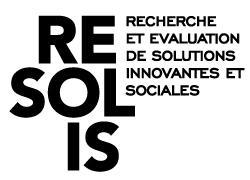 RE
SOL
IS
RECHERCHE
ET EVALUATION
DE SOLUTIONS
INNOVANTES ET
SOCIALES